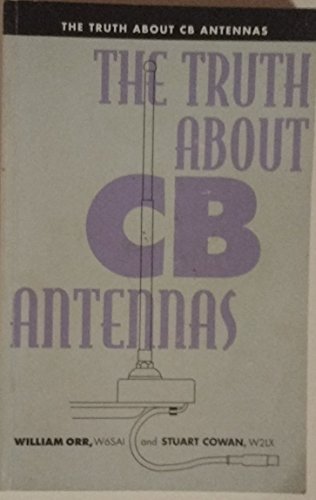 THE TRUTH ABOUT CB ANTENNAS
THE TRUTH
ABOUT
CB
ANTENNAS
WILLIAM ORR, W6SAI and STUART COWAN, W2LX